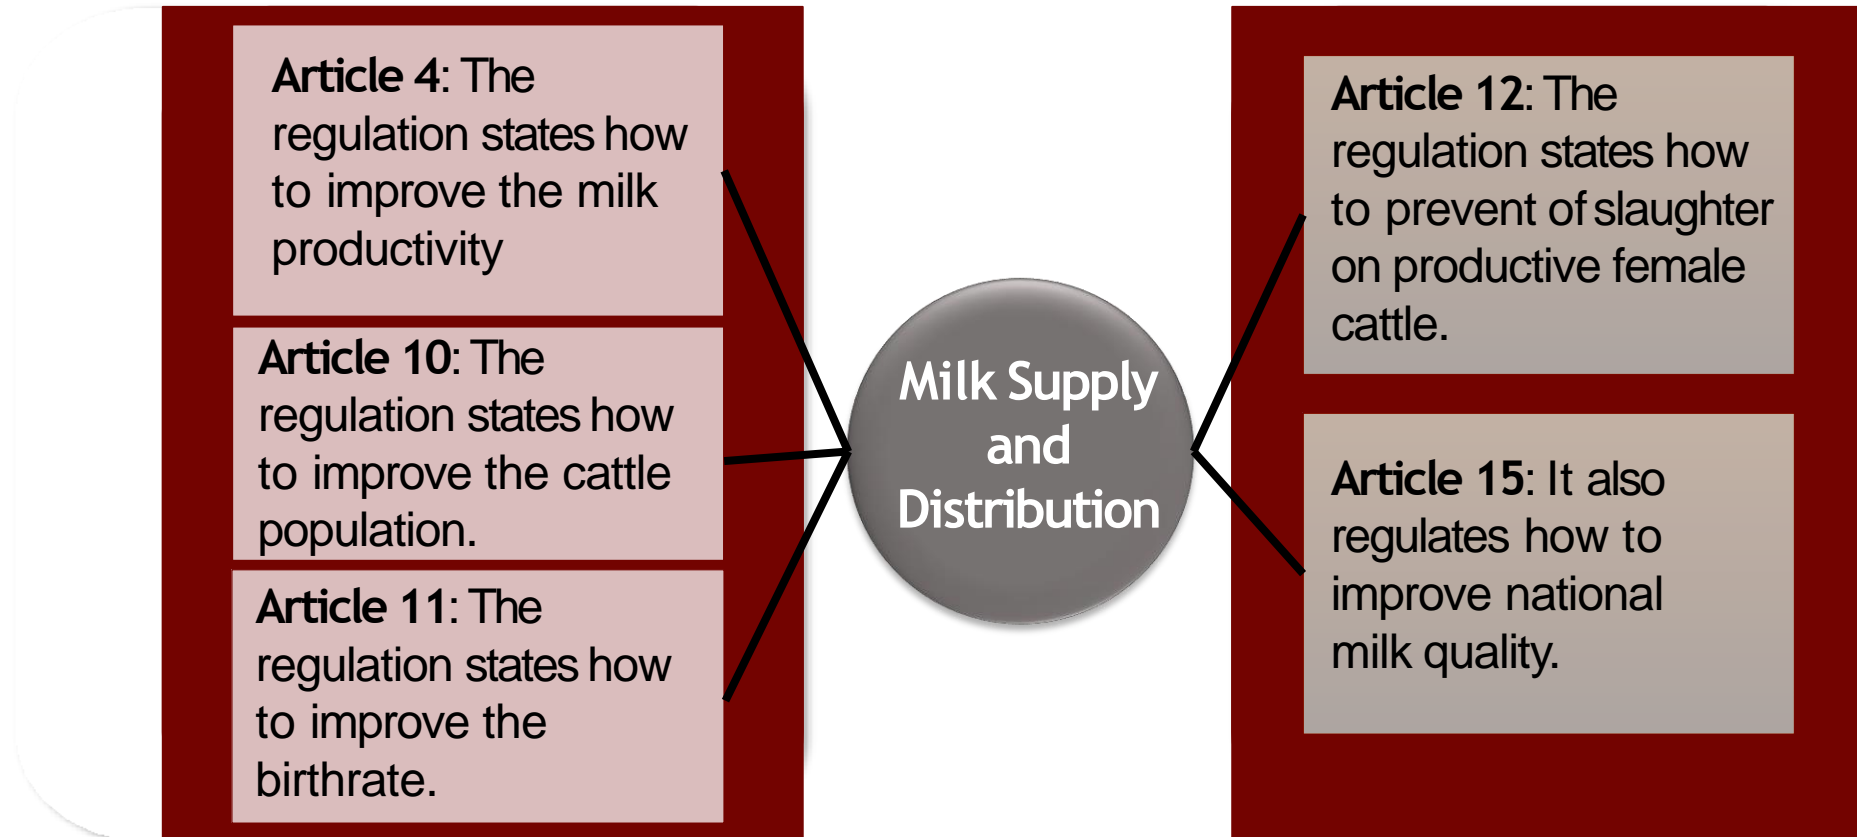 Article 4: The
regulation states how
to improve the milk
productivity
Article 10: The
regulation states how
to improve the cattle
population.
Article 11: The
regulation states how
to improve the
birthrate.
Milk Supply
and
Distribution
Article 12: The
regulation states how
to prevent of slaughter
on productive female
cattle.
Article 15: It also
regulates how to
improve national
milk quality.